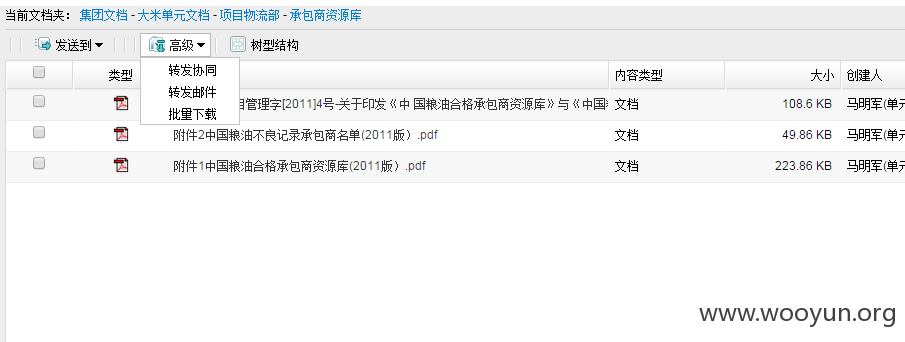 当前文档夹： 集团文档 - 大米单元文档 - 项目物流部 - 承包商资源库
发送到 高级 树型结构
转发协同
转发邮件
批量下载
类型 内容类型 大小 创建人
目管理字[2011]4号-关于印发《中国粮油合格承包商资源库》与《中国 文档 108.6 KB 马明军(单元
附件2中国粮油不良记录承包商名单(2011版）.pdf 文档 49.86 KB 马明军(单元
附件1中国粮油合格承包商资源库(2011版）.pdf 文档 223.86 KB 马明军(单元
www.wooyun.org